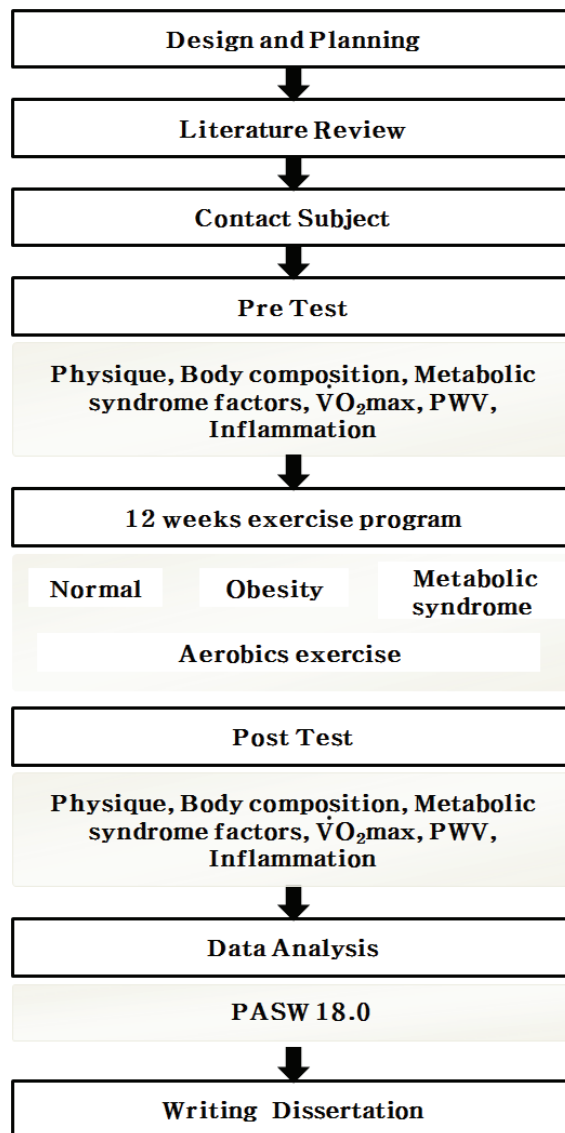 Design and Planning
Literature Review
Contact Subject
Pre Test
Physique, Body composition, Metabolic
syndrome factors, V̇O₂max, PWV,
Inflammation
12 weeks exercise program
Normal
Obesity
Metabolic
syndrome
Aerobics exercise
Post Test
Physique, Body composition, Metabolic
syndrome factors, V̇O₂max, PWV,
Inflammation
Data Analysis
PASW 18.0
Writing Dissertation